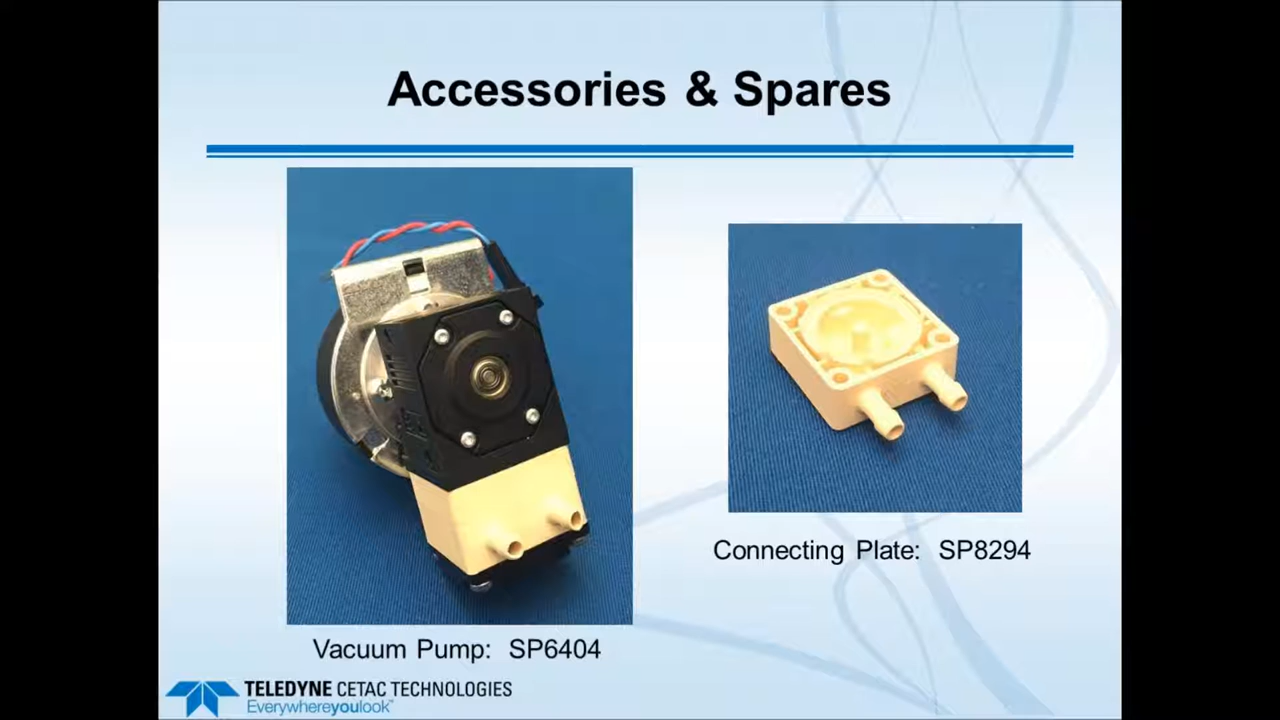 Accessories & Spares
Connecting Plate: SP8294
Vacuum Pump: SP6404
TELEDYNE CETAC TECHNOLOGIES
Everywhereyoulook™